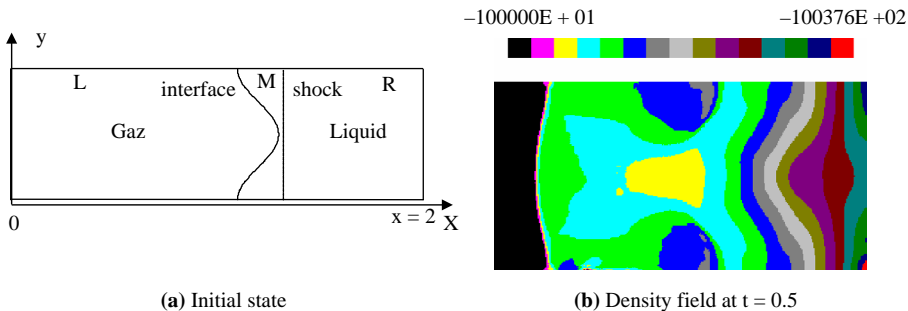 −100000E + 01 −100376E + 02
y
L interface M shock R
Gaz Liquid
0 x = 2 X
(a) Initial state (b) Density field at t = 0.5